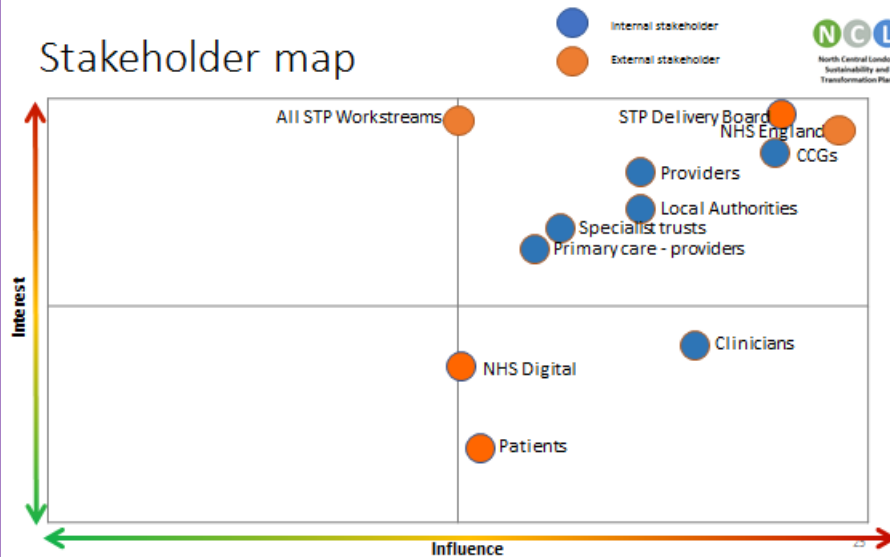 Stakeholder map
Internal stakeholder
External stakeholder
N C L
North Central London
Sustainability and
Transformation Plan
All STP Workstreams
STP Delivery Board
NHS England
CCGs
Providers
Local Authorities
Specialist trusts
Primary care - providers
Interest
Clinicians
NHS Digital
Patients
Influence
25